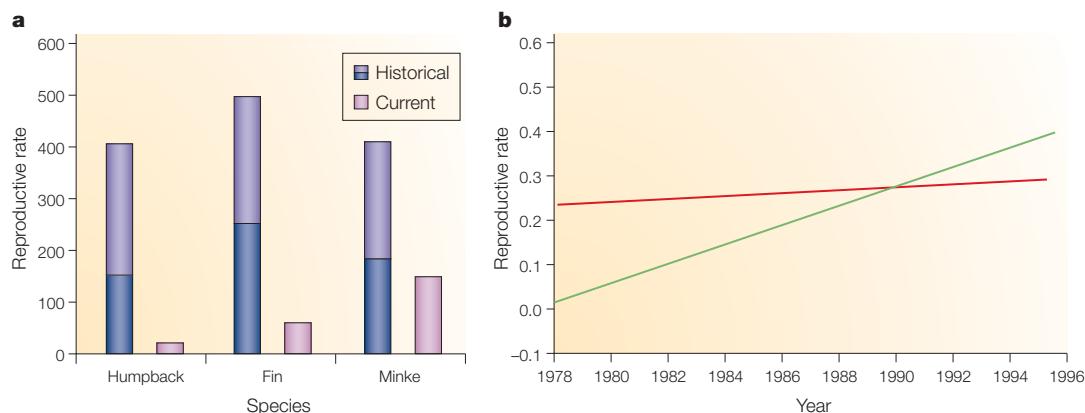 a
600
500
400
300
200
100
0
Reproductive rate
Historical
Current
Humpback Fin Minke
Species
b
0.6
0.5
0.4
0.3
0.2
0.1
0.0
–0.1
Reproductive rate
1978 1980 1982 1984 1986 1988 1990 1992 1994 1996
Year